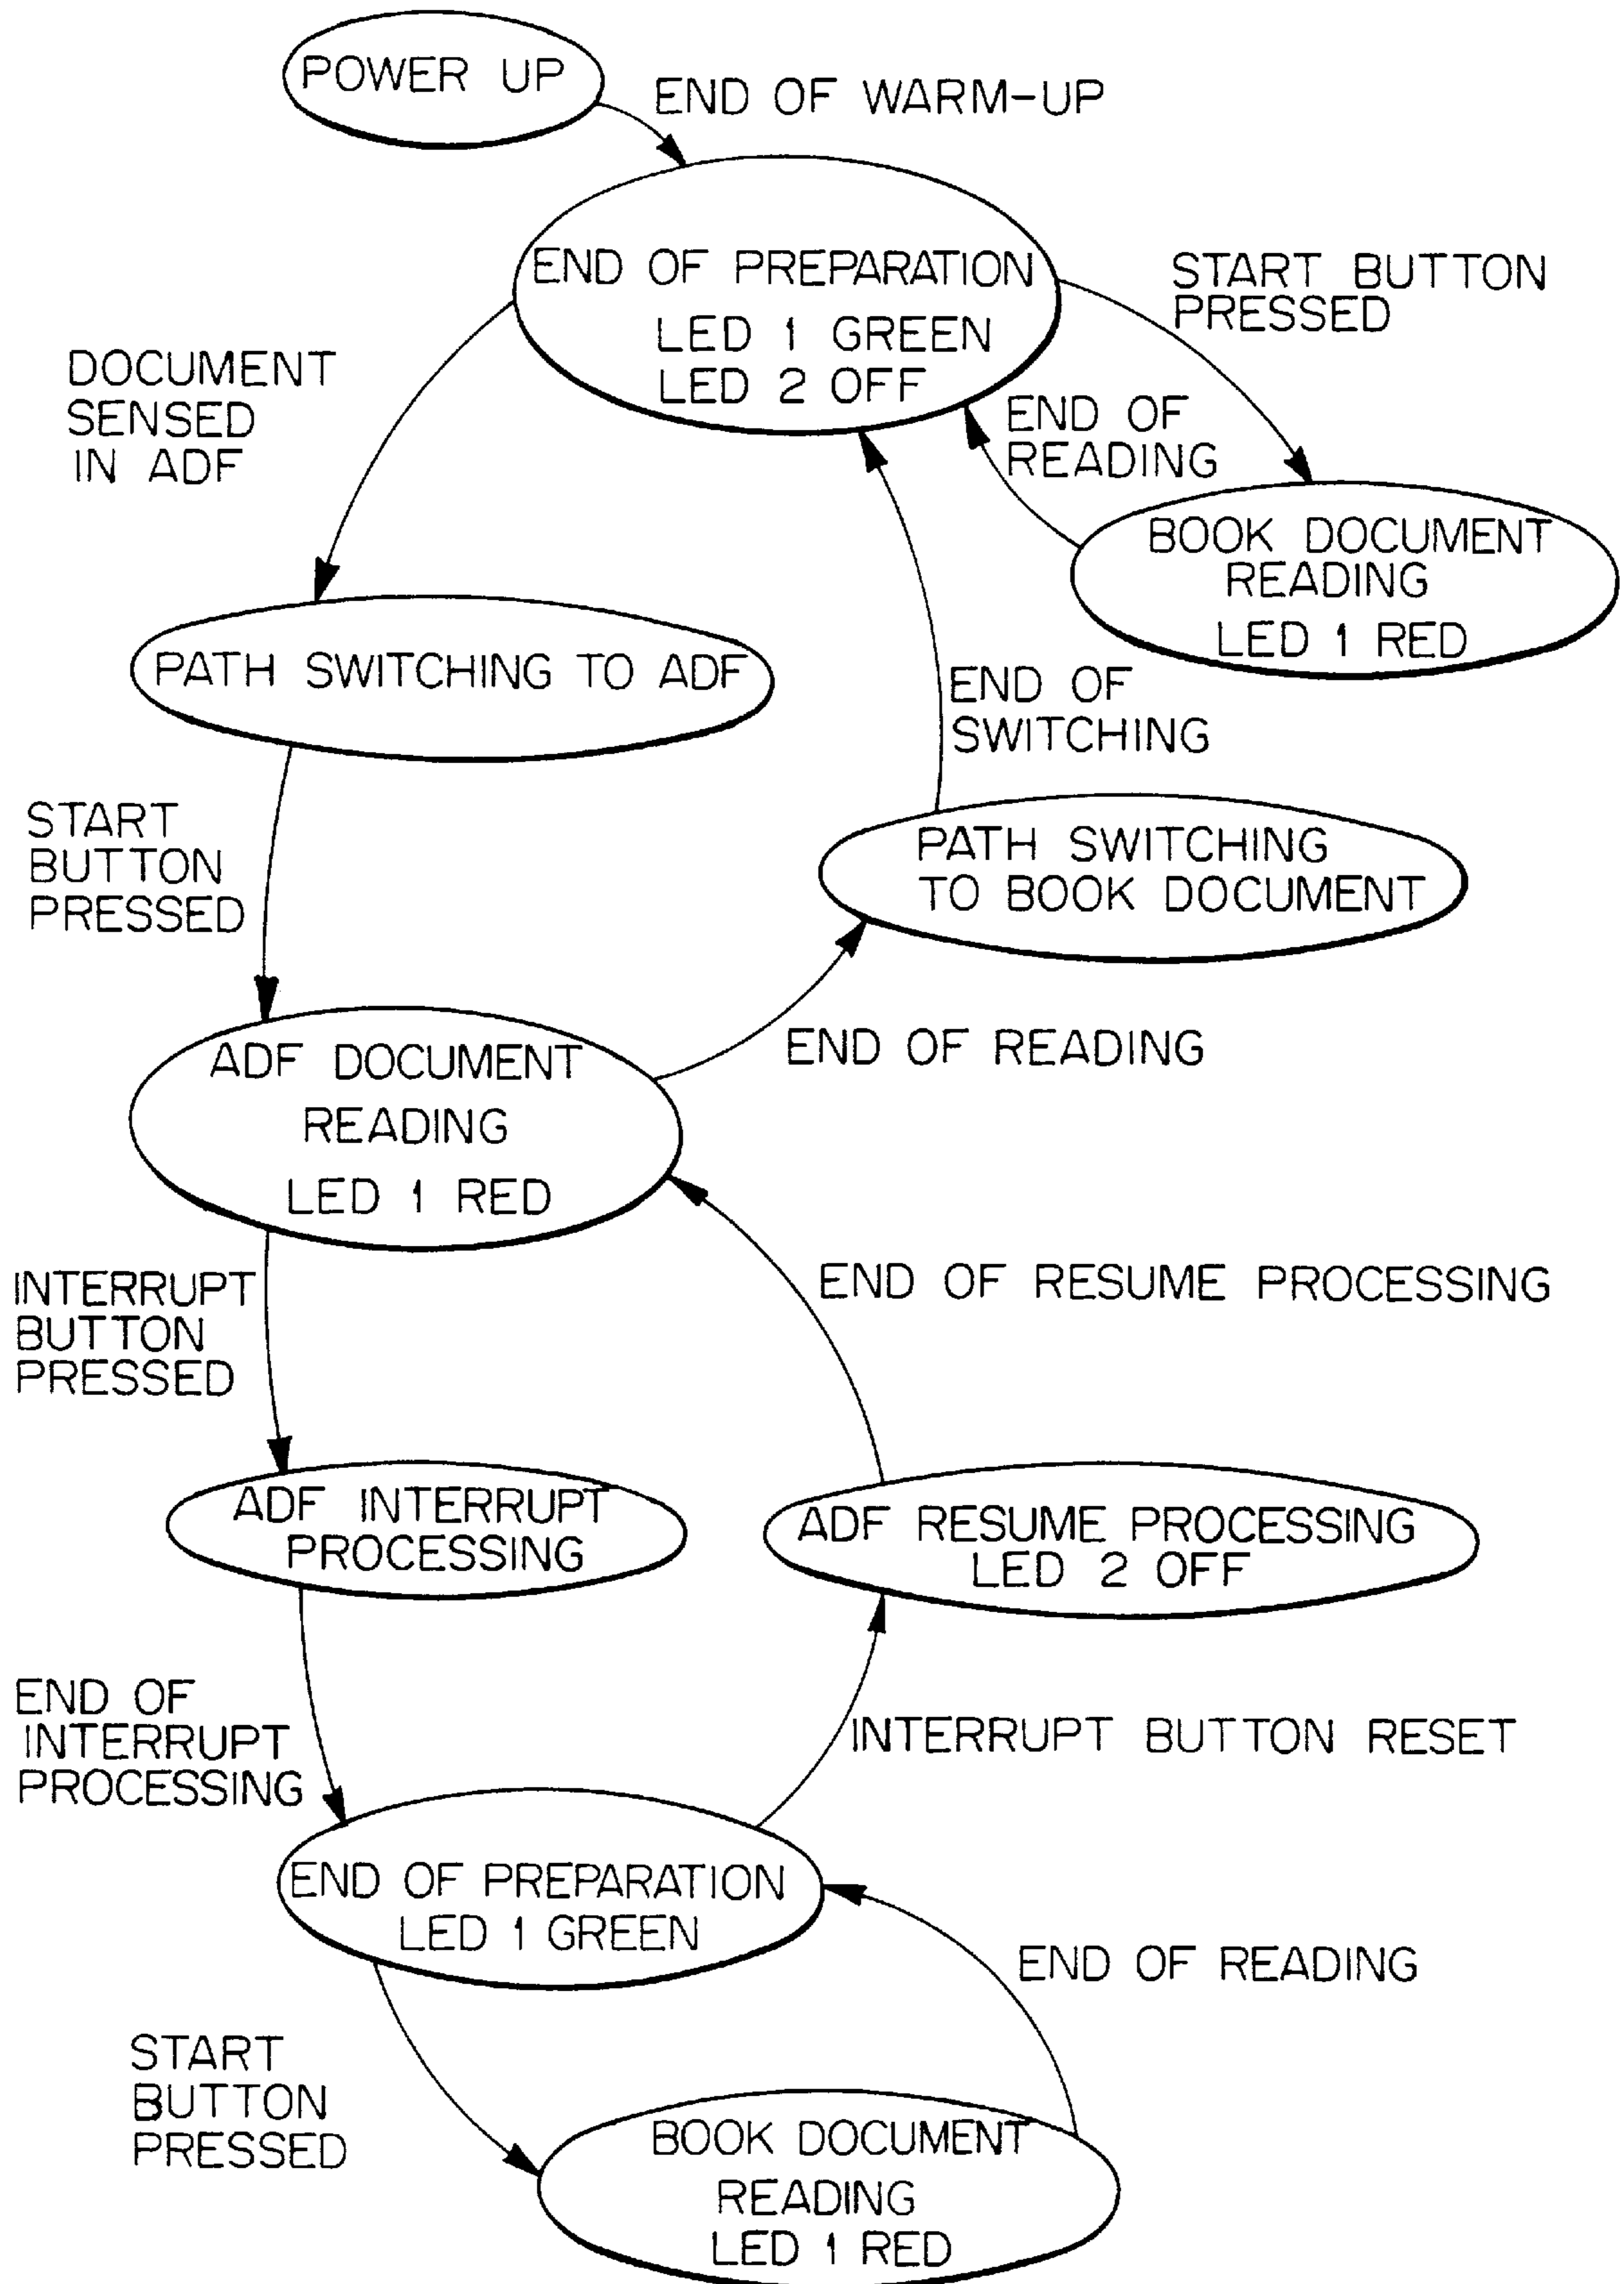 POWER UP
END OF WARM-UP
END OF PREPARATION
LED 1 GREEN
LED 2 OFF
START BUTTON
PRESSED
DOCUMENT
SENSED
IN ADF
END OF
READING
BOOK DOCUMENT
READING
LED 1 RED
PATH SWITCHING TO ADF
END OF
SWITCHING
START
BUTTON
PRESSED
PATH SWITCHING
TO BOOK DOCUMENT
END OF READING
ADF DOCUMENT
READING
LED 1 RED
INTERRUPT
BUTTON
PRESSED
END OF RESUME PROCESSING
ADF INTERRUPT
PROCESSING
ADF RESUME PROCESSING
LED 2 OFF
END OF
INTERRUPT
PROCESSING
INTERRUPT BUTTON RESET
END OF PREPARATION
LED 1 GREEN
END OF READING
START
BUTTON
PRESSED
BOOK DOCUMENT
READING
LED 1 RED